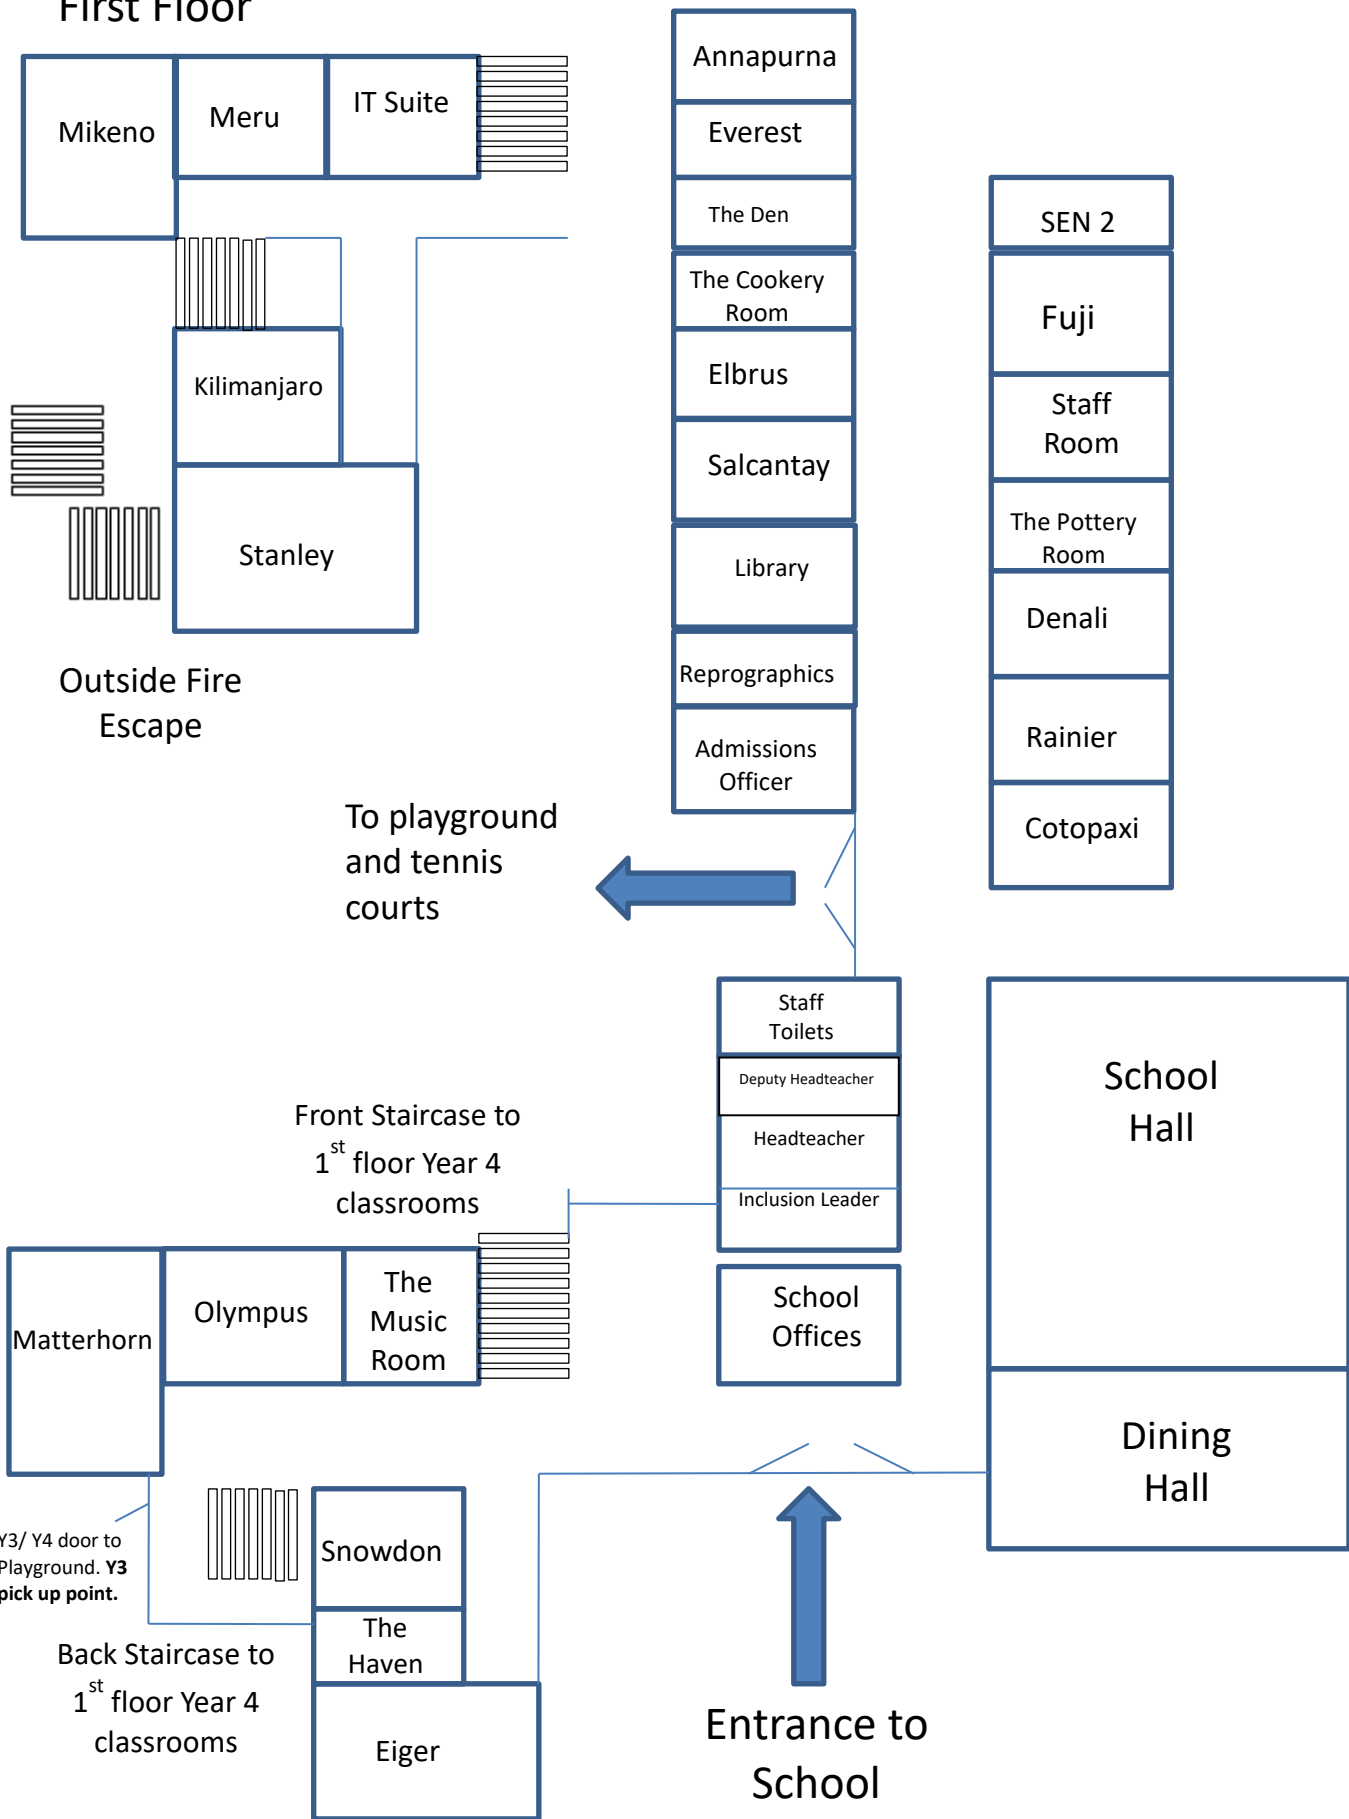 First Floor
Mikeno
Meru
IT Suite
Kilimanjaro
Stanley
Outside Fire
Escape
Annapurna
Everest
The Den
The Cookery
Room
Elbrus
Salcantay
Library
Reprographics
Admissions
Officer
SEN 2
Fuji
Staff
Room
The Pottery
Room
Denali
Rainier
Cotopaxi
To playground
and tennis
courts
Staff
Toilets
Deputy Headteacher
Headteacher
Inclusion Leader
School
Offices
School
Hall
Dining
Hall
Front Staircase to
1st floor Year 4
classrooms
Matterhorn
Olympus
The
Music
Room
Y3/ Y4 door to
Playground. Y3
pick up point.
Snowdon
The
Haven
Eiger
Back Staircase to
1st floor Year 4
classrooms
Entrance to
School